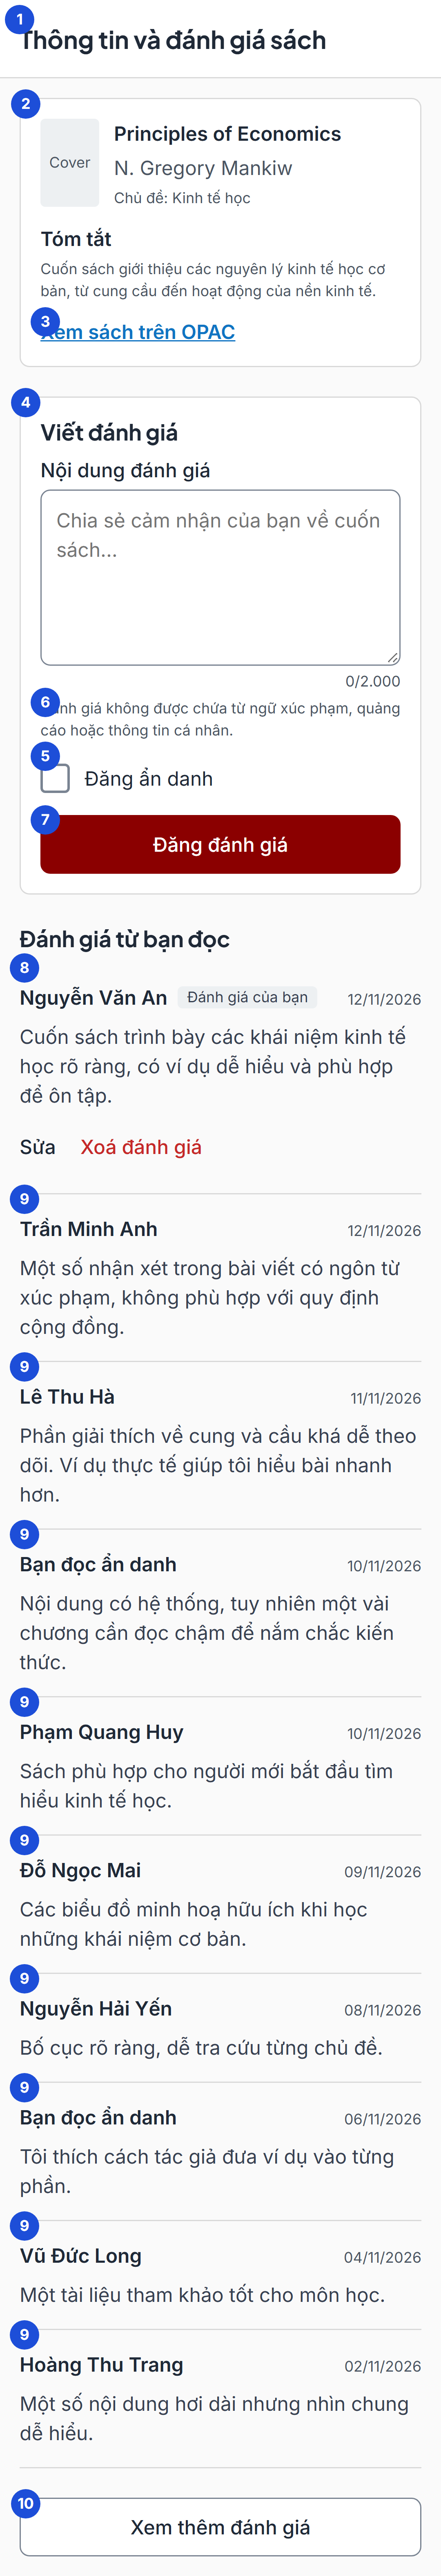 1
Thông tin và đánh giá sách
2
Cover
Principles of Economics
N. Gregory Mankiw
Chủ đề: Kinh tế học
Tóm tắt
Cuốn sách giới thiệu các nguyên lý kinh tế học cơ
bản, từ cung cầu đến hoạt động của nền kinh tế.
3
Xem sách trên OPAC
4
Viết đánh giá
Nội dung đánh giá
Chia sẻ cảm nhận của bạn về cuốn
sách...
0/2.000
6
Đánh giá không được chứa từ ngữ xúc phạm, quảng
cáo hoặc thông tin cá nhân.
5
Đăng ẩn danh
7
Đăng đánh giá
Đánh giá từ bạn đọc
8
Nguyễn Văn An Đánh giá của bạn 12/11/2026
Cuốn sách trình bày các khái niệm kinh tế
học rõ ràng, có ví dụ dễ hiểu và phù hợp
để ôn tập.
Sửa Xoá đánh giá
9
Trần Minh Anh 12/11/2026
Một số nhận xét trong bài viết có ngôn từ
xúc phạm, không phù hợp với quy định
cộng đồng.
9
Lê Thu Hà 11/11/2026
Phần giải thích về cung và cầu khá dễ theo
dõi. Ví dụ thực tế giúp tôi hiểu bài nhanh
hơn.
9
Bạn đọc ẩn danh 10/11/2026
Nội dung có hệ thống, tuy nhiên một vài
chương cần đọc chậm để nắm chắc kiến
thức.
9
Phạm Quang Huy 10/11/2026
Sách phù hợp cho người mới bắt đầu tìm
hiểu kinh tế học.
9
Đỗ Ngọc Mai 09/11/2026
Các biểu đồ minh hoạ hữu ích khi học
những khái niệm cơ bản.
9
Nguyễn Hải Yến 08/11/2026
Bố cục rõ ràng, dễ tra cứu từng chủ đề.
9
Bạn đọc ẩn danh 06/11/2026
Tôi thích cách tác giả đưa ví dụ vào từng
phần.
9
Vũ Đức Long 04/11/2026
Một tài liệu tham khảo tốt cho môn học.
9
Hoàng Thu Trang 02/11/2026
Một số nội dung hơi dài nhưng nhìn chung
dễ hiểu.
10
Xem thêm đánh giá